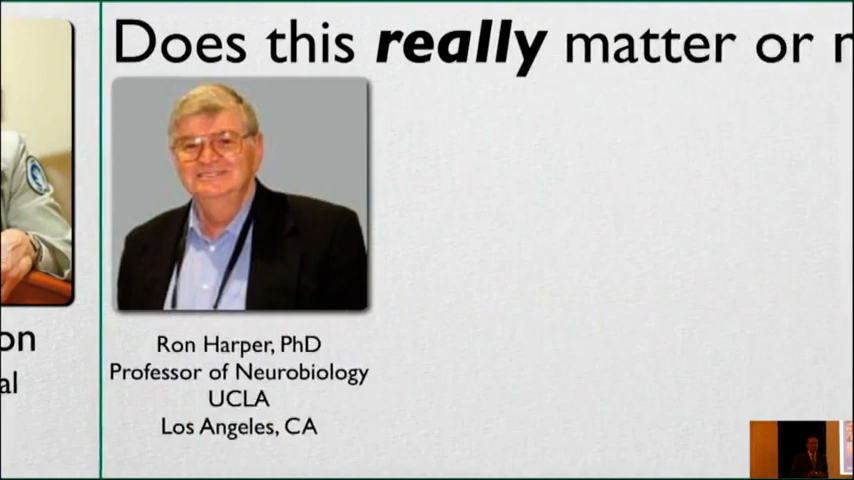 Does this really matter or
on
al
Ron Harper, PhD
Professor of Neurobiology
UCLA
Los Angeles, CA